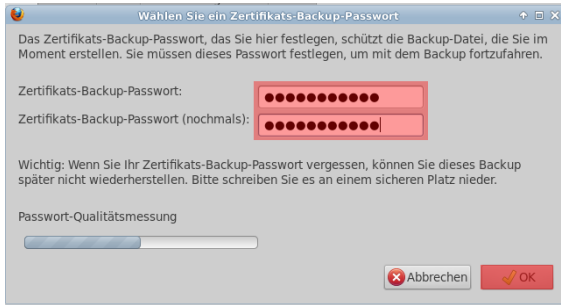 Wählen Sie ein Zertifikats-Backup-Passwort
Das Zertifikats-Backup-Passwort, das Sie hier festlegen, schützt die Backup-Datei, die Sie im
Moment erstellen. Sie müssen dieses Passwort festlegen, um mit dem Backup fortzufahren.
Zertifikats-Backup-Passwort:
●●●●●●●●●●●
Zertifikats-Backup-Passwort (nochmals):
●●●●●●●●●●●
Wichtig: Wenn Sie Ihr Zertifikats-Backup-Passwort vergessen, können Sie dieses Backup
später nicht wiederherstellen. Bitte schreiben Sie es an einem sicheren Platz nieder.
Passwort-Qualitätsmessung
Abbrechen
OK